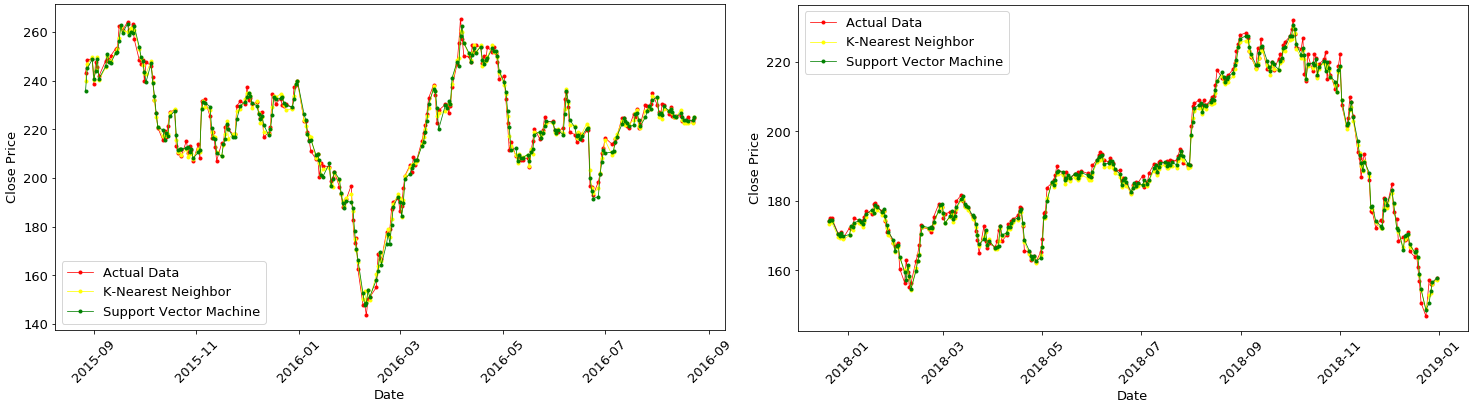 Close Price
260
240
220
200
180
160
140
Actual Data
K-Nearest Neighbor
Support Vector Machine
2015-09
2015-11
2016-01
2016-03
2016-05
2016-07
2016-09
Date
Close Price
220
200
180
160
Actual Data
K-Nearest Neighbor
Support Vector Machine
2018-01
2018-03
2018-05
2018-07
2018-09
2018-11
2019-01
Date